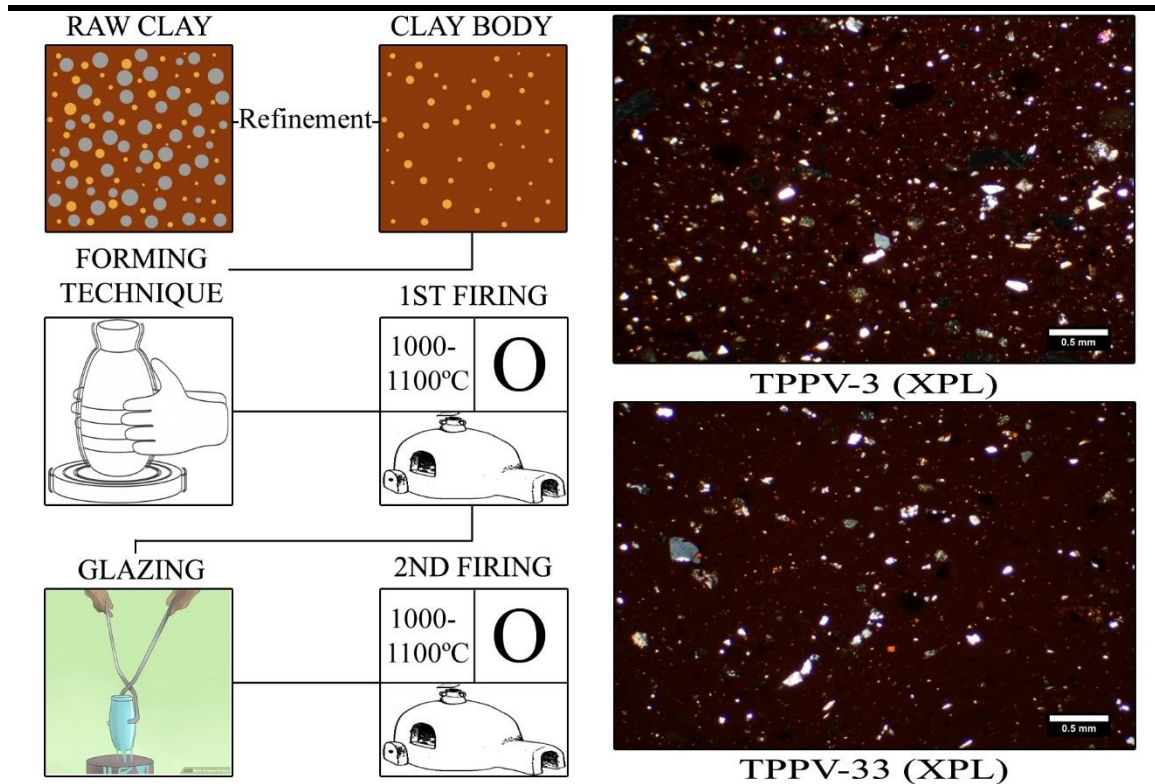 RAW CLAY
CLAY BODY
-Refinement-
FORMING
TECHNIQUE
1ST FIRING
1000-
1100ºC
O
GLAZING
2ND FIRING
1000-
1100ºC
O
0.5 mm
TPPV-3 (XPL)
0.5 mm
TPPV-33 (XPL)